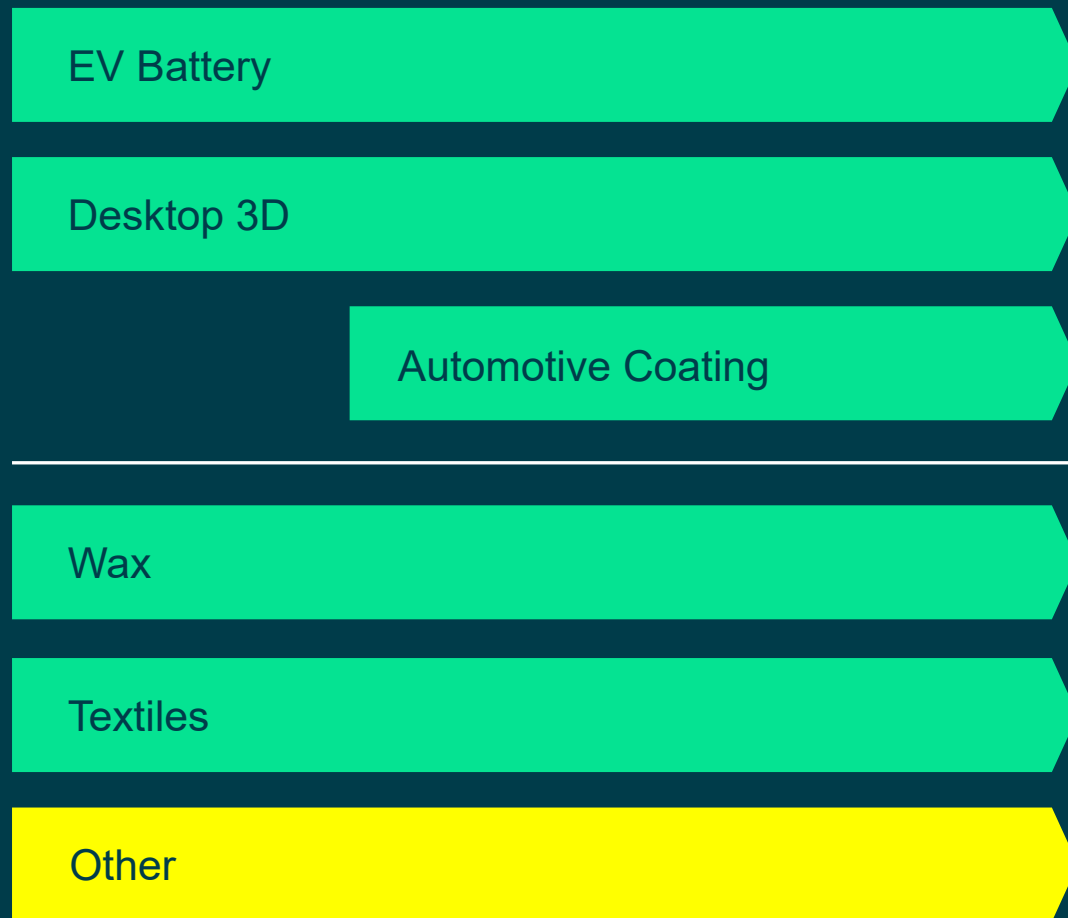 EV Battery
Desktop 3D
Automotive Coating
Wax
Textiles
Other